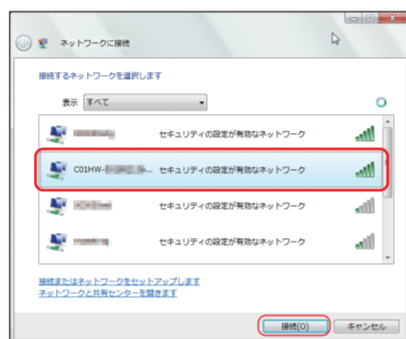 ネットワークに接続
接続するネットワークを選択します
表示 すべて
セキュリティの設定が有効なネットワーク
C01HW- セキュリティの設定が有効なネットワーク
セキュリティの設定が有効なネットワーク
セキュリティの設定が有効なネットワーク
接続またはネットワークをセットアップします
ネットワークと共有センターを開きます
接続(O) キャンセル